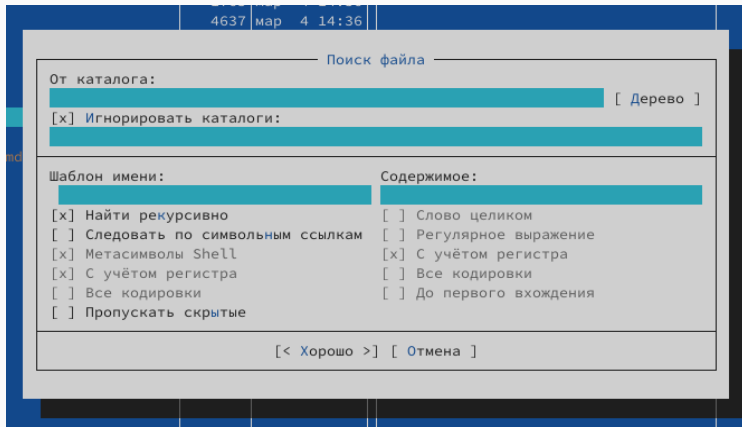 4637 мар 4 14:36
Поиск файла
От каталога:
[ Дерево ]
[x] Игнорировать каталоги:
md
Шаблон имени: Содержимое:
[x] Найти рекурсивно [ ] Слово целиком
[ ] Следовать по символьным ссылкам [ ] Регулярное выражение
[x] Метасимволы Shell [x] С учётом регистра
[x] С учётом регистра [ ] Все кодировки
[ ] Все кодировки [ ] До первого вхождения
[ ] Пропускать скрытые
[< Хорошо >] [ Отмена ]